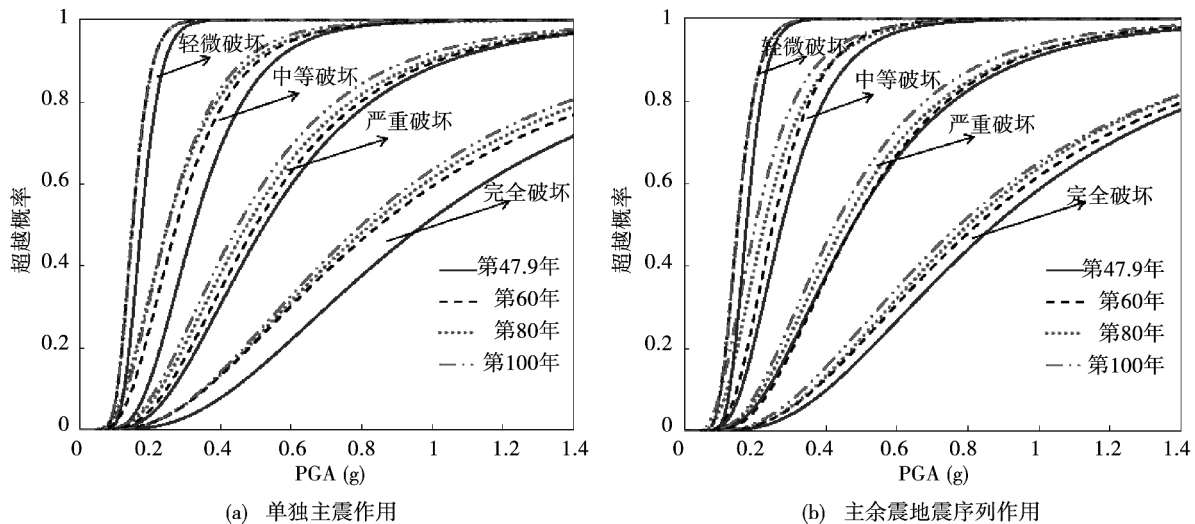 1
0.8
0.6
0.4
0.2
0
超越概率
轻微破坏
中等破坏
严重破坏
完全破坏
第47.9年
第60年
第80年
第100年
0 0.2 0.4 0.6 0.8 1 1.2 1.4
PGA (g)
(a) 单独主震作用
1
0.8
0.6
0.4
0.2
0
超越概率
轻微破坏
中等破坏
严重破坏
完全破坏
第47.9年
第60年
第80年
第100年
0 0.2 0.4 0.6 0.8 1 1.2 1.4
PGA (g)
(b) 主余震地震序列作用